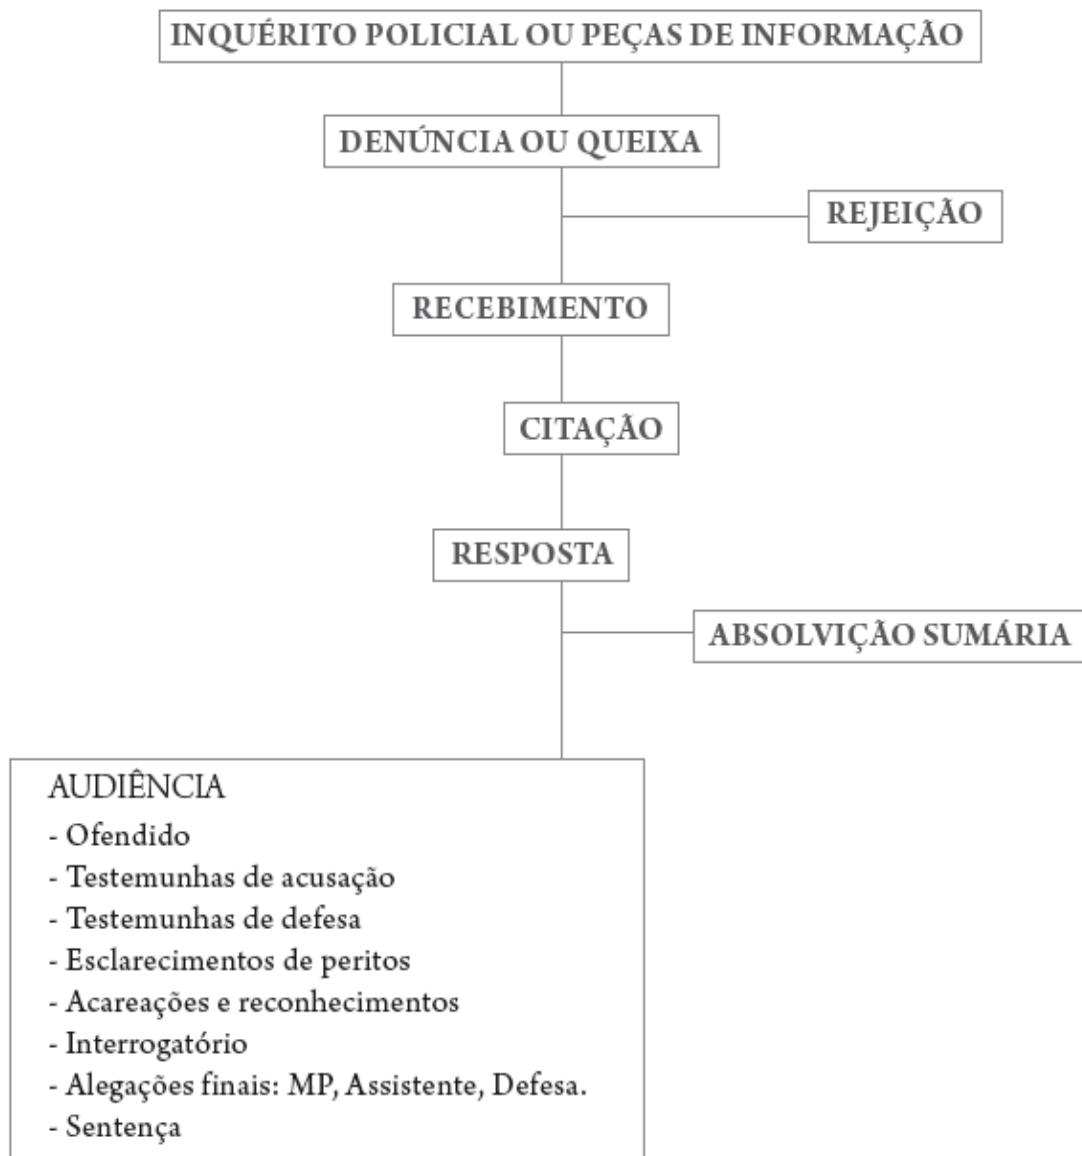 INQUÉRITO POLICIAL OU PEÇAS DE INFORMAÇÃO
DENÚNCIA OU QUEIXA
REJEIÇÃO
RECEBIMENTO
CITAÇÃO
RESPOSTA
ABSOLVIÇÃO SUMÁRIA
AUDIÊNCIA
- Ofendido
- Testemunhas de acusação
- Testemunhas de defesa
- Esclarecimentos de peritos
- Acareações e reconhecimentos
- Interrogatório
- Alegações finais: MP, Assistente, Defesa.
- Sentença